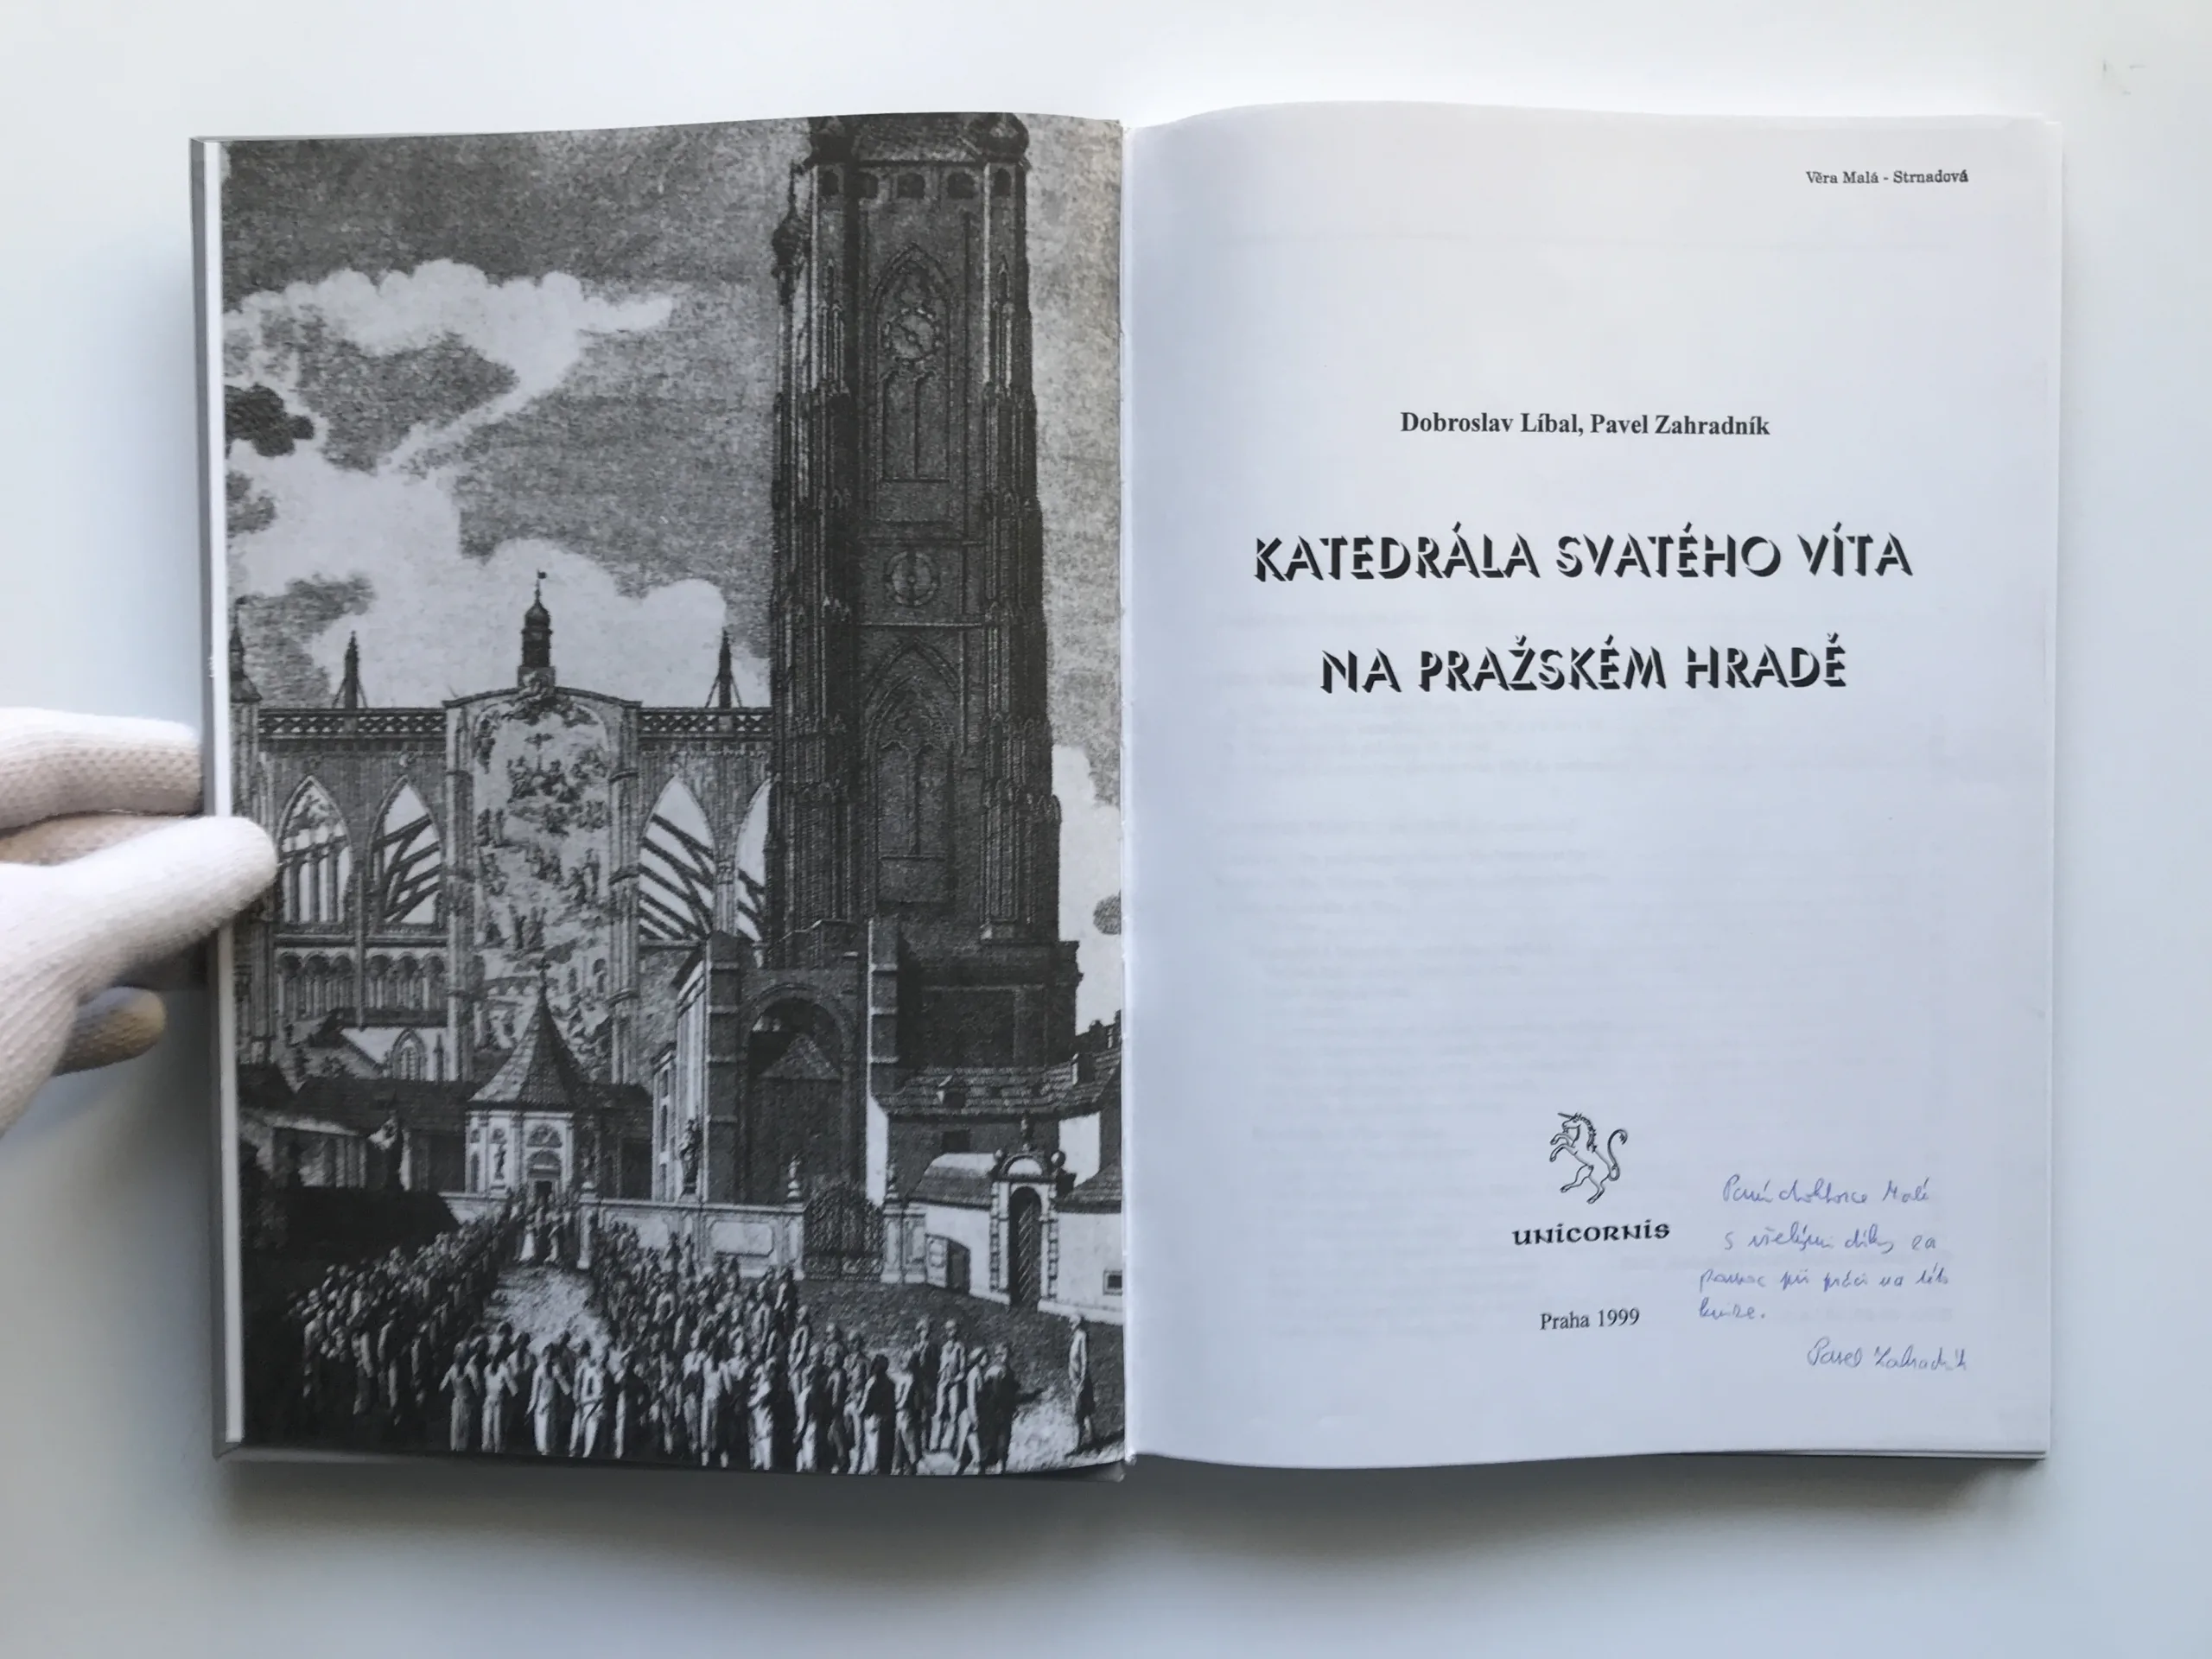 Věra Malá - Strnadová
Dobroslav Líbal, Pavel Zahradník
KATEDRÁLA SVATÉHO VÍTA
NA PRAŽSKÉM HRADĚ
UNICORNIS
Praha 1999
Paní doktorce Malé
s vřelými díky za
pomoc při práci na této
knize.
Pavel Zahradník